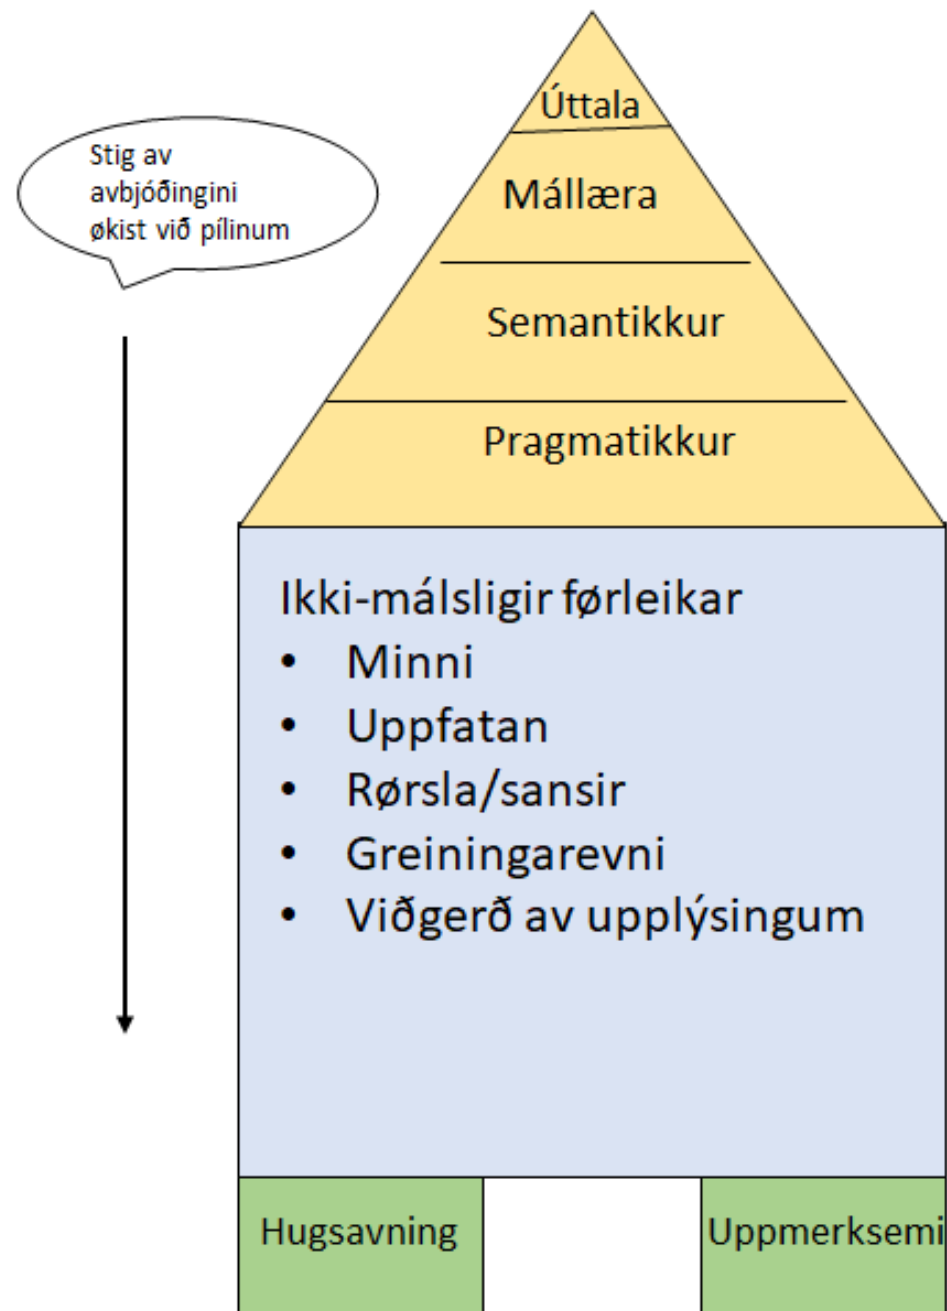 Úttala
Stig av
avbjóðingini
økist við pílinum
Mállæra
Semantikkur
Pragmatikkur
Ikki-málsligir førleikar
• Minni
• Uppfatan
• Rørsla/sansir
• Greiningarevni
• Viðgerð av upplýsingum
Hugsavning
Uppmerksemi